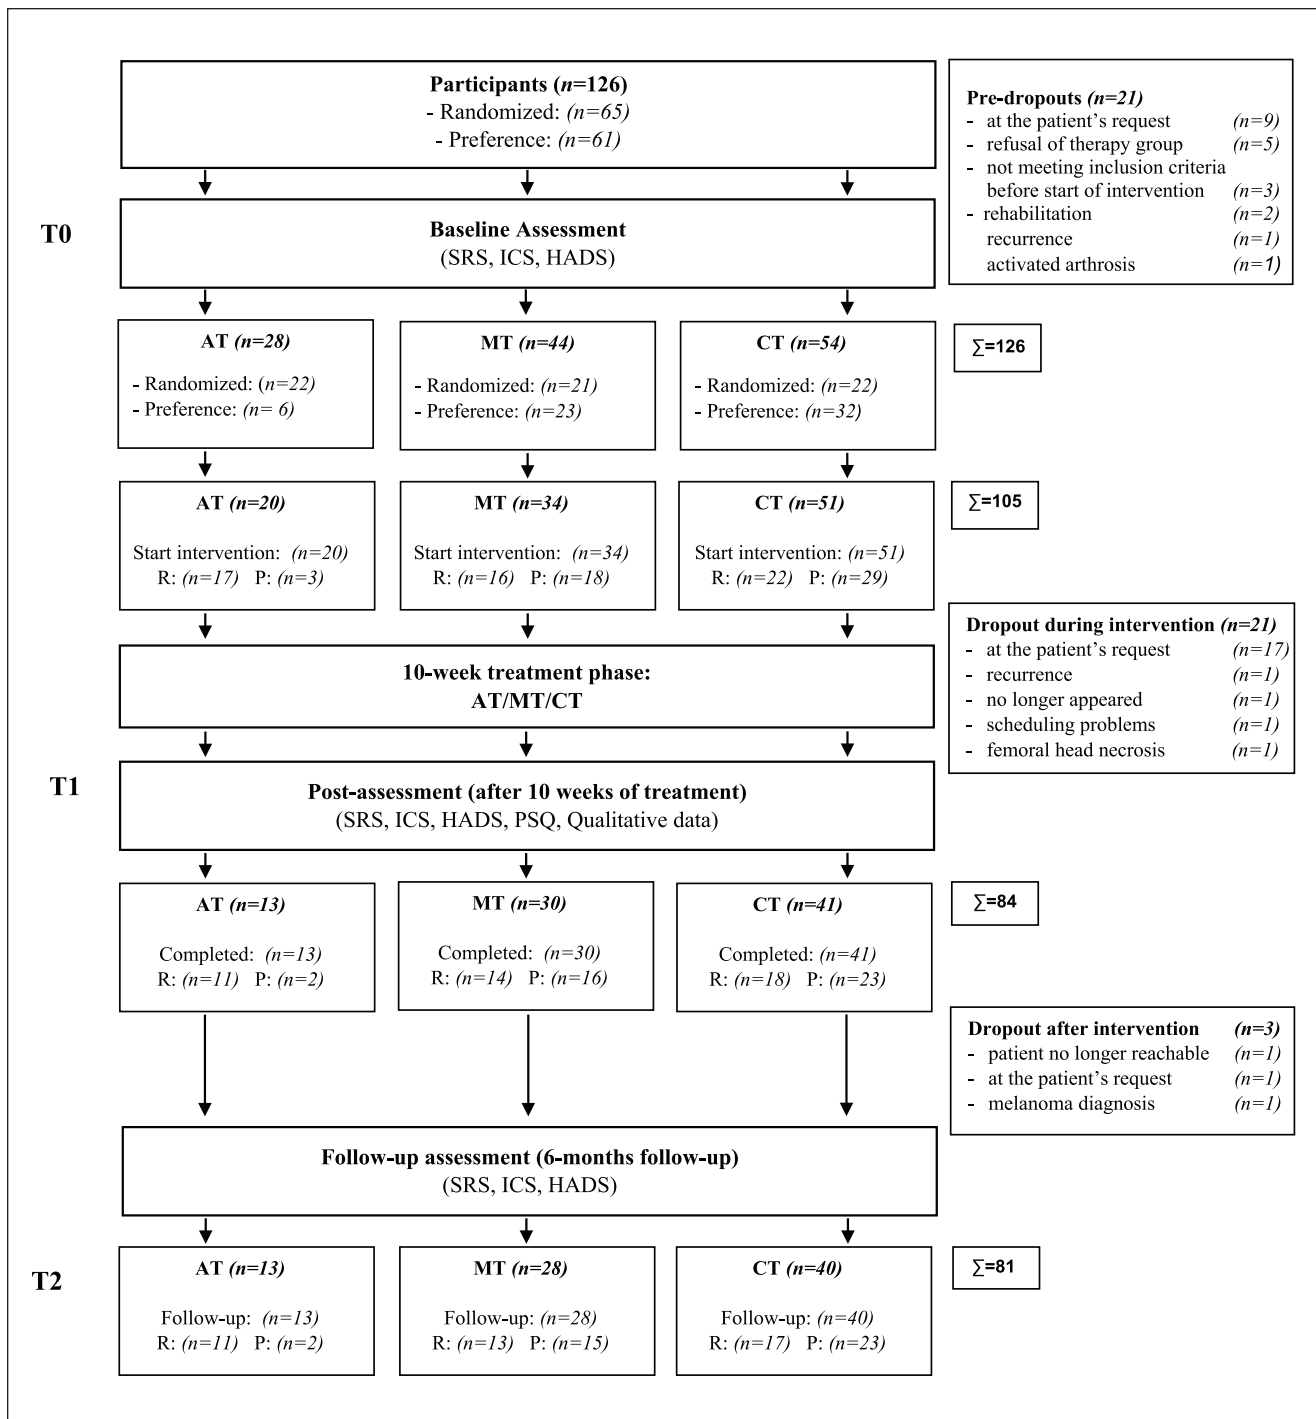 Participants (n=126)
- Randomized: (n=65)
- Preference: (n=61)
Pre-dropouts (n=21)
- at the patient's request (n=9)
- refusal of therapy group (n=5)
- not meeting inclusion criteria
before start of intervention (n=3)
- rehabilitation (n=2)
recurrence (n=1)
activated arthrosis (n=1)
T0
Baseline Assessment
(SRS, ICS, HADS)
AT (n=28)
- Randomized: (n=22)
- Preference: (n= 6)
MT (n=44)
- Randomized: (n=21)
- Preference: (n=23)
CT (n=54)
- Randomized: (n=22)
- Preference: (n=32)
∑=126
AT (n=20)
Start intervention: (n=20)
R: (n=17) P: (n=3)
MT (n=34)
Start intervention: (n=34)
R: (n=16) P: (n=18)
CT (n=51)
Start intervention: (n=51)
R: (n=22) P: (n=29)
∑=105
Dropout during intervention (n=21)
- at the patient's request (n=17)
- recurrence (n=1)
- no longer appeared (n=1)
- scheduling problems (n=1)
- femoral head necrosis (n=1)
10-week treatment phase:
AT/MT/CT
T1
Post-assessment (after 10 weeks of treatment)
(SRS, ICS, HADS, PSQ, Qualitative data)
AT (n=13)
Completed: (n=13)
R: (n=11) P: (n=2)
MT (n=30)
Completed: (n=30)
R: (n=14) P: (n=16)
CT (n=41)
Completed: (n=41)
R: (n=18) P: (n=23)
∑=84
Dropout after intervention (n=3)
- patient no longer reachable (n=1)
- at the patient's request (n=1)
- melanoma diagnosis (n=1)
Follow-up assessment (6-months follow-up)
(SRS, ICS, HADS)
T2
AT (n=13)
Follow-up: (n=13)
R: (n=11) P: (n=2)
MT (n=28)
Follow-up: (n=28)
R: (n=13) P: (n=15)
CT (n=40)
Follow-up: (n=40)
R: (n=17) P: (n=23)
∑=81